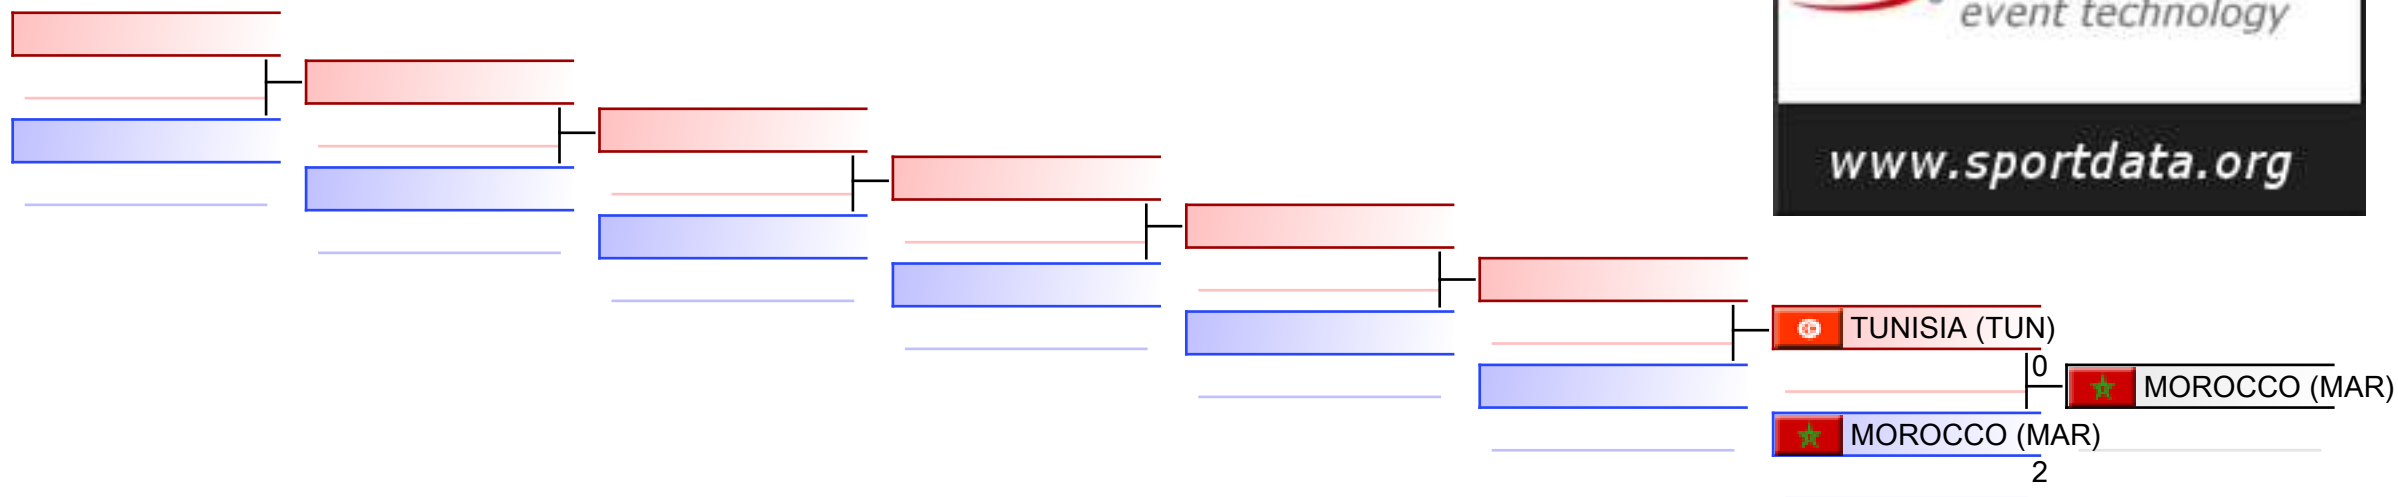 event technology
www.sportdata.org
TUNISIA (TUN)
0
MOROCCO (MAR)
MOROCCO (MAR)
2